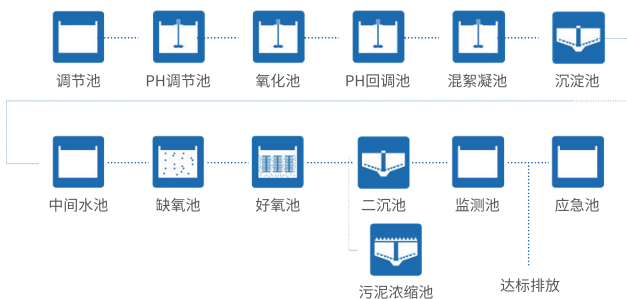 调节池
PH调节池
氧化池
PH回调池
混絮凝池
沉淀池
中间水池
缺氧池
好氧池
二沉池
监测池
应急池
污泥浓缩池
达标排放